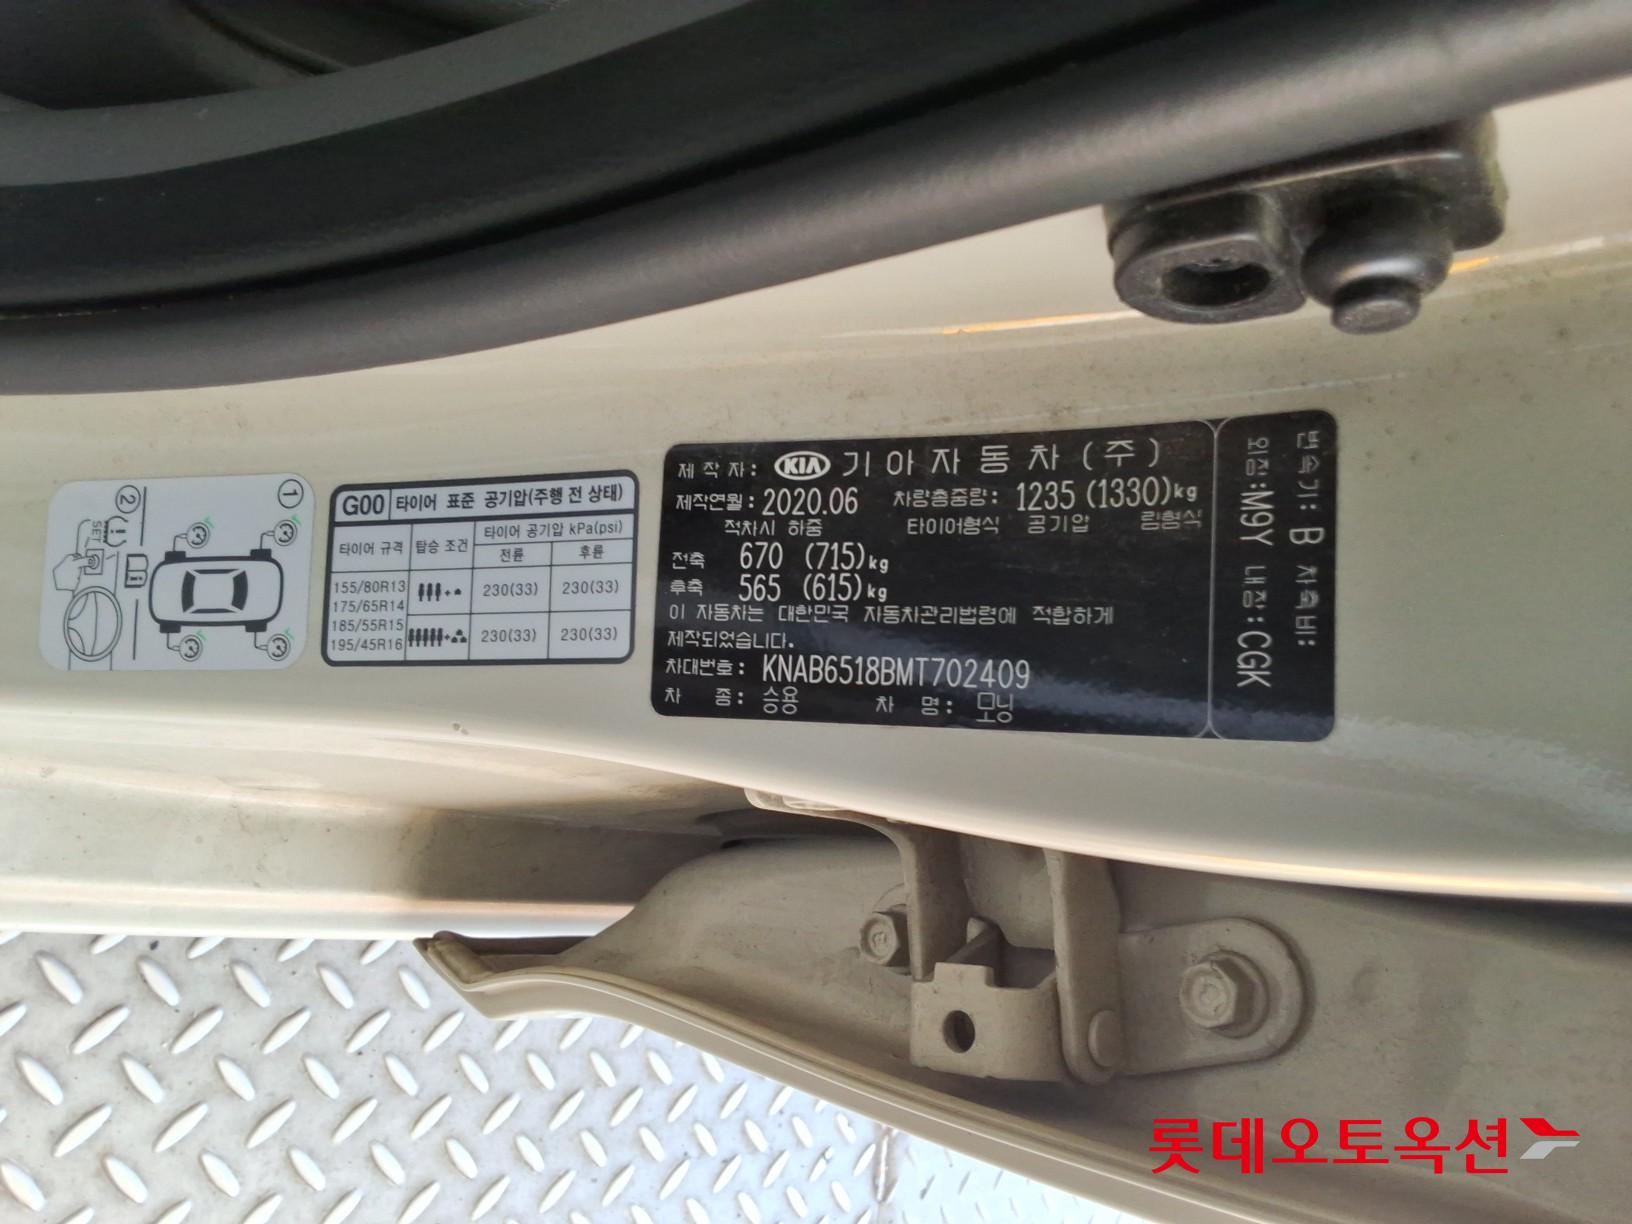 ① ②
SET
G00 타이어 표준 공기압(주행 전 상태)
타이어 규격 탑승 조건 타이어 공기압 kPa(psi)
전륜 후륜
155/80R13
175/65R14
185/55R15
195/45R16
230(33) 230(33)
230(33) 230(33)
제 작 자: KIA 기 아 자 동 차 (주)
제작연월: 2020.06 차량총중량: 1235 (1330)kg
적차시 하중 타이어형식 공기압 림형식
전축 670 (715)kg
후축 565 (615)kg
이 자동차는 대한민국 자동차관리법령에 적합하게
제작되었습니다.
차대번호: KNAB6518BMT702409
차 종: 승용 차 명: 모닝
변속기: B 차축비:
외장:M9Y 내장:CGK
롯데오토옥션